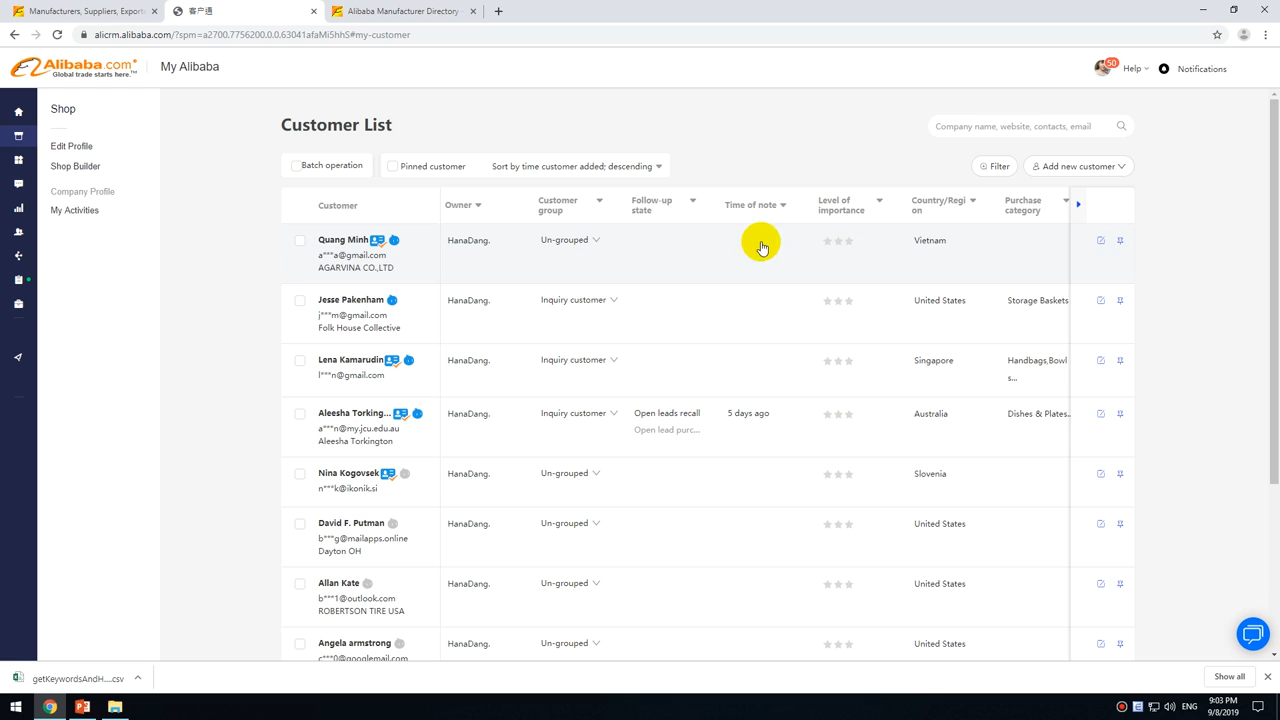 Manufacturers, Suppliers, Exporte
客户通
Alibaba Manufacturer Directory -
alicrm.alibaba.com/?spm=a2700.7756200.0.0.63041afaMi5hhS#my-customer
Alibaba.com
Global trade starts here.™
My Alibaba
50
Help
Notifications
Shop
Edit Profile
Shop Builder
Company Profile
My Activities
Customer List
Company name, website, contacts, email
Batch operation
Pinned customer
Sort by time customer added; descending
Filter
Add new customer
Customer
Owner
Customer group
Follow-up state
Time of note
Level of importance
Country/Regi on
Purchase category
Quang Minh
a***a@gmail.com
AGARVINA CO.,LTD
HanaDang.
Un-grouped
Vietnam
Jesse Pakenham
j***m@gmail.com
Folk House Collective
HanaDang.
Inquiry customer
United States
Storage Baskets
Lena Kamarudin
l***n@gmail.com
HanaDang.
Inquiry customer
Singapore
Handbags,Bowl
s...
Aleesha Torking...
a***n@my.jcu.edu.au
Aleesha Torkington
HanaDang.
Inquiry customer
Open leads recall
Open lead purc...
5 days ago
Australia
Dishes & Plates..
Nina Kogovsek
n***k@ikonik.si
HanaDang.
Un-grouped
Slovenia
David F. Putman
b***g@mailapps.online
Dayton OH
HanaDang.
Un-grouped
United States
Allan Kate
b***1@outlook.com
ROBERTSON TIRE USA
HanaDang.
Un-grouped
United States
Angela armstrong
c***0@googlemail.com
HanaDang.
Un-grouped
United States
getKeywordsAndH....csv
Show all
ENG
9:03 PM
9/8/2019